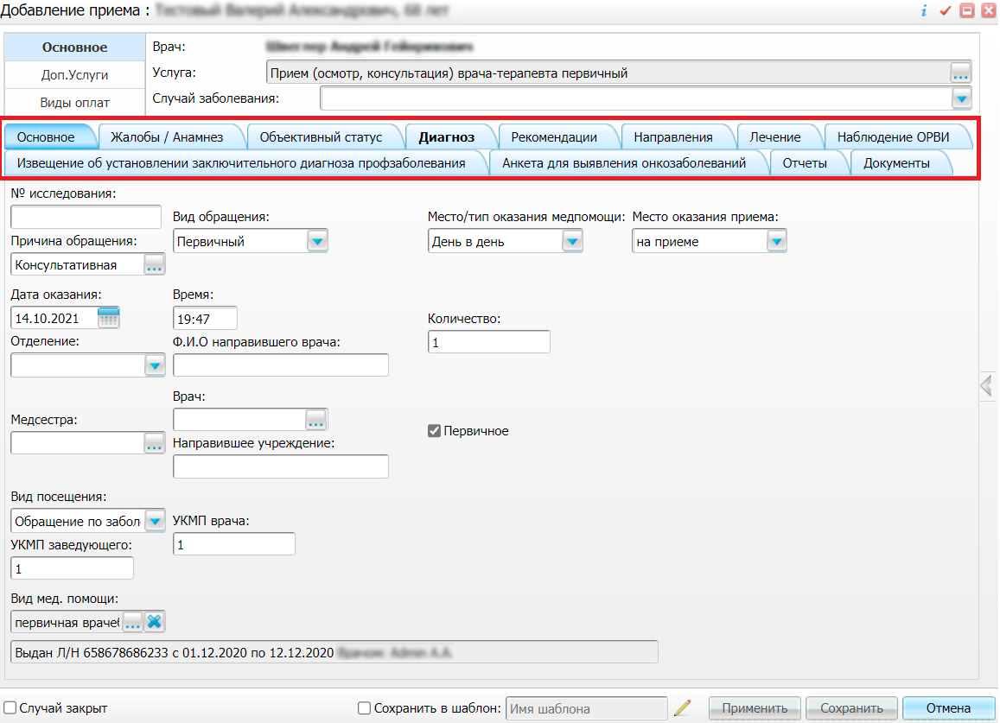 Добавление приема :
Основное
Доп.Услуги
Виды оплат
Врач:
Услуга: Прием (осмотр, консультация) врача-терапевта первичный ...
Случай заболевания:
Основное Жалобы / Анамнез Объективный статус Диагноз Рекомендации Направления Лечение Наблюдение ОРВИ
Извещение об установлении заключительного диагноза профзаболевания Анкета для выявления онкозаболеваний Отчеты Документы
№ исследования:
Вид обращения: Место/тип оказания медпомощи: Место оказания приема:
Первичный День в день на приеме
Причина обращения:
Консультативная ...
Дата оказания: Время:
14.10.2021 19:47
Количество:
1
Отделение: Ф.И.О направившего врача:
Врач:
...
Медсестра:
...
Первичное
Направившее учреждение:
Вид посещения:
Обращение по забол
УКМП врача:
1
УКМП заведующего:
1
Вид мед. помощи:
первичная врачеб ...
Выдан Л/Н 658678686233 с 01.12.2020 по 12.12.2020
Случай закрыт Сохранить в шаблон: Имя шаблона Применить Сохранить Отмена